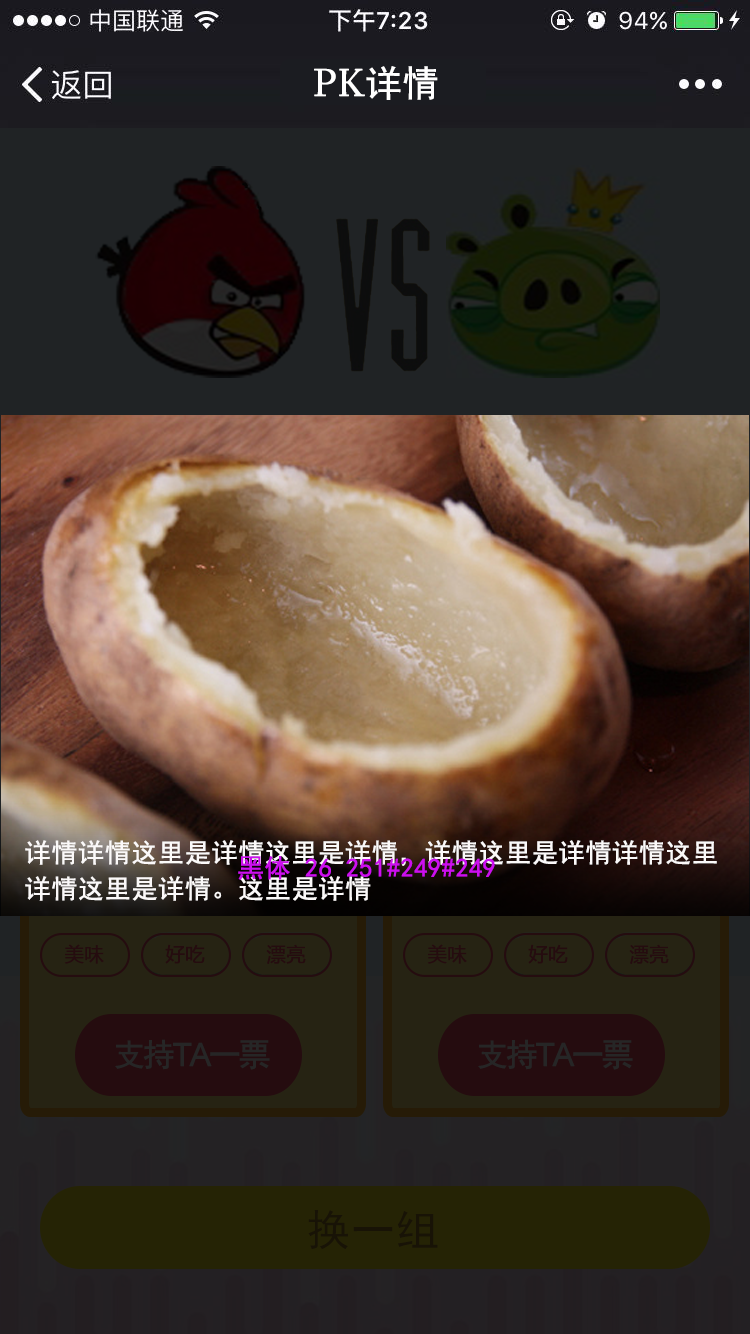 中国联通 下午7:23 94%
返回 PK详情
VS
详情详情这里是详情这里是详情，详情这里是详情详情这里
黑体 26 251#249#249
详情这里是详情。这里是详情
美味 好吃 漂亮 美味 好吃 漂亮
支持TA一票 支持TA一票
换一组